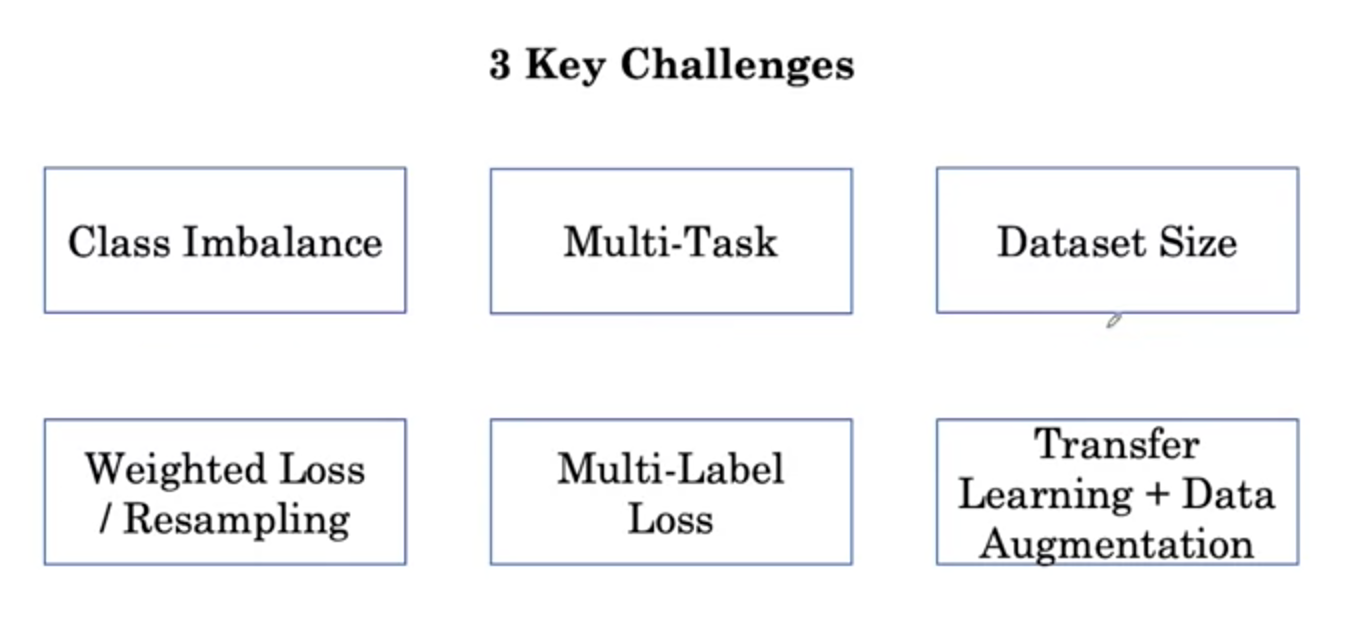 3 Key Challenges
Class Imbalance
Multi-Task
Dataset Size
Weighted Loss
/ Resampling
Multi-Label
Loss
Transfer
Learning + Data
Augmentation